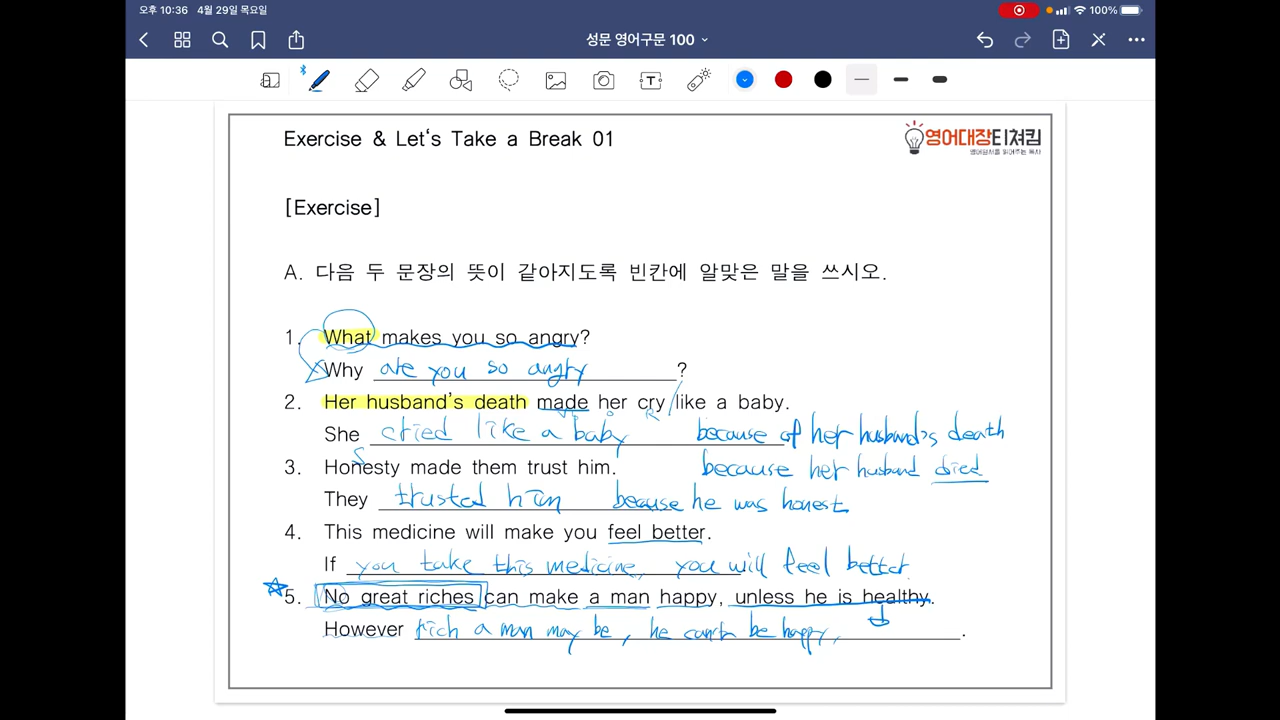 오후 10:36 4월 29일 목요일
100%
성문 영어구문 100
Exercise & Let's Take a Break 01
영어대장티쳐킴
[Exercise]
A. 다음 두 문장의 뜻이 같아지도록 빈칸에 알맞은 말을 쓰시오.
1. What makes you so angry?
Why are you so angry ?
2. Her husband's death made her cry like a baby.
She cried like a baby because of her husband's death
3. Honesty made them trust him. because her husband died
They trusted him because he was honest
4. This medicine will make you feel better.
If you take this medicine, you will feel better.
5. No great riches can make a man happy, unless he is healthy.
However rich a man may be, he can't be happy, .